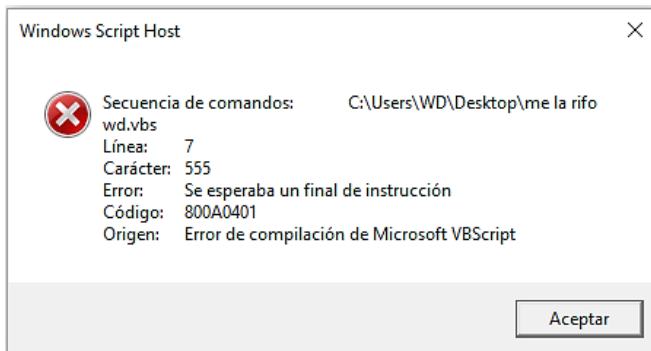 Windows Script Host
Secuencia de comandos: C:\Users\WD\Desktop\me la rifo
wd.vbs
Línea: 7
Carácter: 555
Error: Se esperaba un final de instrucción
Código: 800A0401
Origen: Error de compilación de Microsoft VBScript
Aceptar